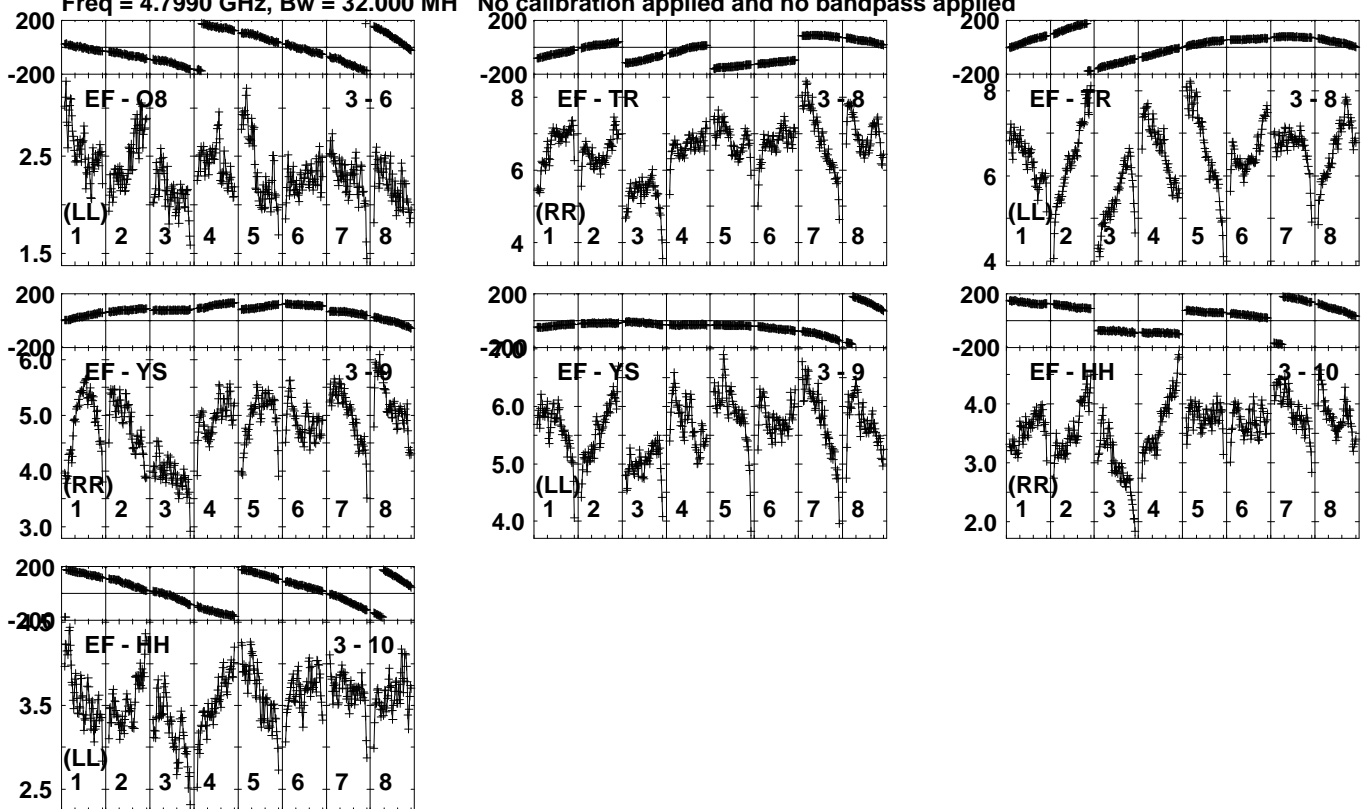 Freq = 4.7990 GHz, Bw = 32.000 MH No calibration applied and no bandpass applied
200
-200
EF - O8 3 - 6
2.5
1.5
(LL)
1 2 3 4 5 6 7 8
200
-200
EF - TR 3 - 8
8
6
4
(RR)
1 2 3 4 5 6 7 8
200
-200
EF - TR 3 - 8
8
6
4
(LL)
1 2 3 4 5 6 7 8
200
-200
EF - YS 3 - 9
6.0
5.0
4.0
3.0
(RR)
1 2 3 4 5 6 7 8
200
-200
EF - YS 3 - 9
7.0
6.0
5.0
4.0
(LL)
1 2 3 4 5 6 7 8
200
-200
EF - HH 3 - 10
4.0
3.0
2.0
(RR)
1 2 3 4 5 6 7 8
200
-200
EF - HH 3 - 10
4.5
3.5
2.5
(LL)
1 2 3 4 5 6 7 8